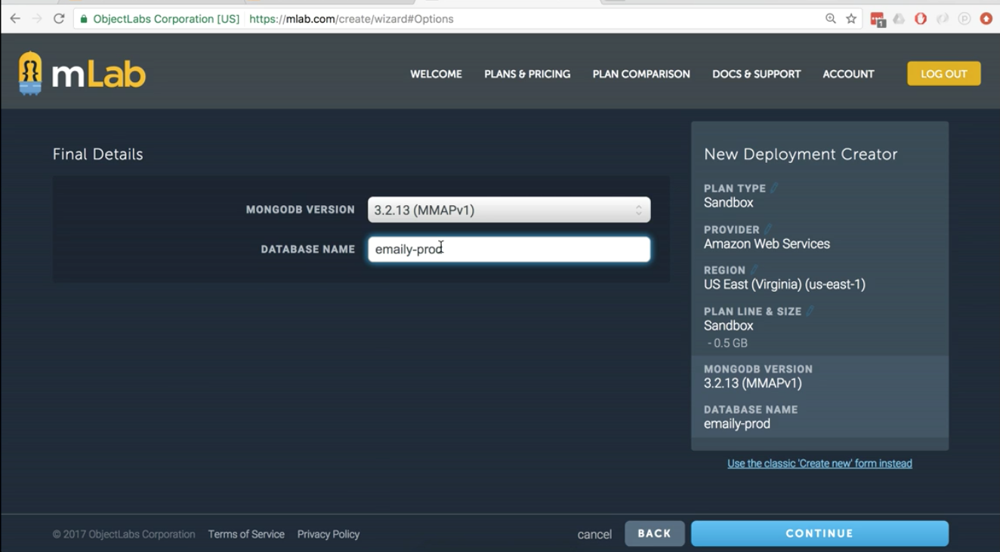 ObjectLabs Corporation [US] https://mlab.com/create/wizard#Options
1
mLab
WELCOME PLANS & PRICING PLAN COMPARISON DOCS & SUPPORT ACCOUNT LOG OUT
Final Details
MONGODB VERSION 3.2.13 (MMAPv1)
DATABASE NAME emaily-prod
New Deployment Creator
PLAN TYPE
Sandbox
PROVIDER
Amazon Web Services
REGION
US East (Virginia) (us-east-1)
PLAN LINE & SIZE
Sandbox
- 0.5 GB
MONGODB VERSION
3.2.13 (MMAPv1)
DATABASE NAME
emaily-prod
Use the classic 'Create new' form instead
© 2017 ObjectLabs Corporation Terms of Service Privacy Policy cancel BACK CONTINUE